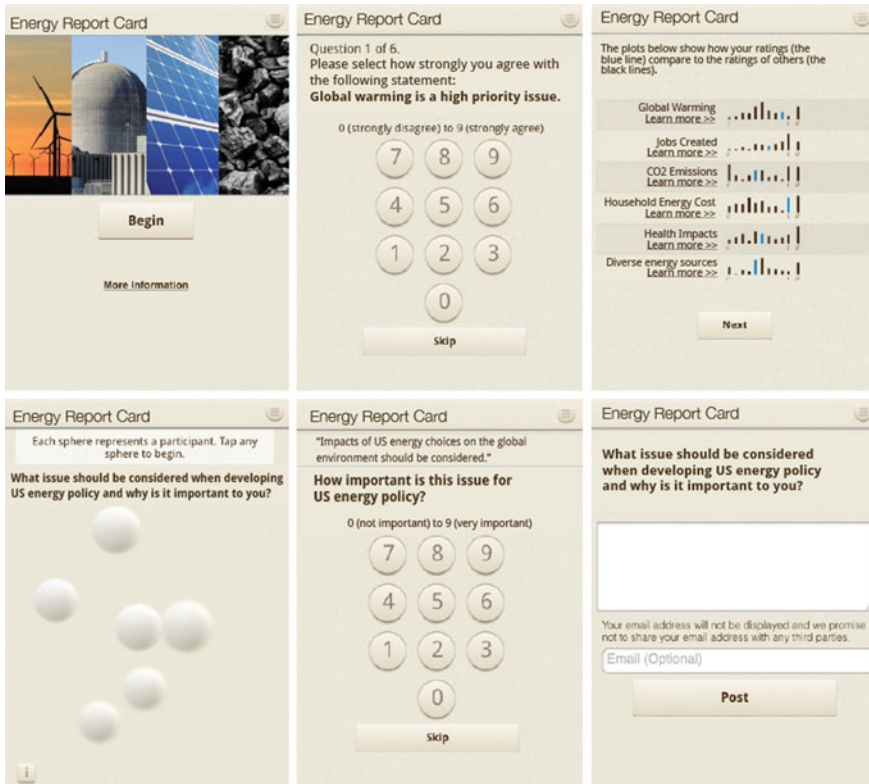 Energy Report Card
Begin
More Information
Energy Report Card
Question 1 of 6.
Please select how strongly you agree with
the following statement:
Global warming is a high priority issue.
0 (strongly disagree) to 9 (strongly agree)
7 8 9
4 5 6
1 2 3
0
Skip
Energy Report Card
The plots below show how your ratings (the
blue line) compare to the ratings of others (the
black lines).
Global Warming
Learn more >>
Jobs Created
Learn more >>
CO2 Emissions
Learn more >>
Household Energy Cost
Learn more >>
Health Impacts
Learn more >>
Diverse energy sources
Learn more >>
Next
Energy Report Card
Each sphere represents a participant. Tap any
sphere to begin.
What issue should be considered when developing
US energy policy and why is it important to you?
i
Energy Report Card
“Impacts of US energy choices on the global
environment should be considered.”
How important is this issue for
US energy policy?
0 (not important) to 9 (very important)
7 8 9
4 5 6
1 2 3
0
Skip
Energy Report Card
What issue should be considered
when developing US energy policy
and why is it important to you?
Your email address will not be displayed and we promise
not to share your email address with any third parties.
Email (Optional)
Post